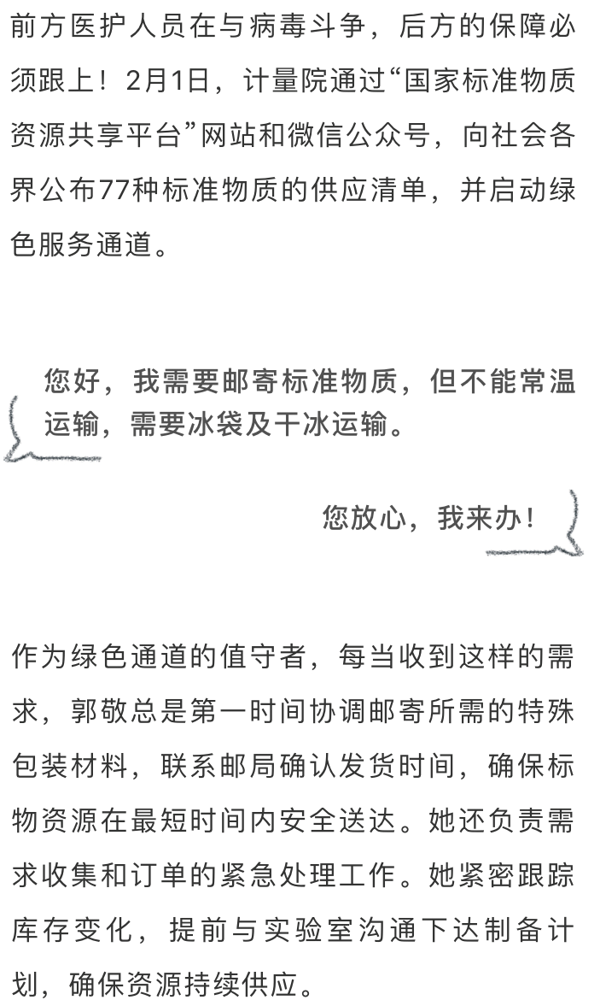 前方医护人员在与病毒斗争，后方的保障必
须跟上！2月1日，计量院通过“国家标准物质
资源共享平台”网站和微信公众号，向社会各
界公布77种标准物质的供应清单，并启动绿
色服务通道。
您好，我需要邮寄标准物质，但不能常温
运输，需要冰袋及干冰运输。
您放心，我来办！
作为绿色通道的值守者，每当收到这样的需
求，郭敬总是第一时间协调邮寄所需的特殊
包装材料，联系邮局确认发货时间，确保标
物资源在最短时间内安全送达。她还负责需
求收集和订单的紧急处理工作。她紧密跟踪
库存变化，提前与实验室沟通下达制备计
划，确保资源持续供应。